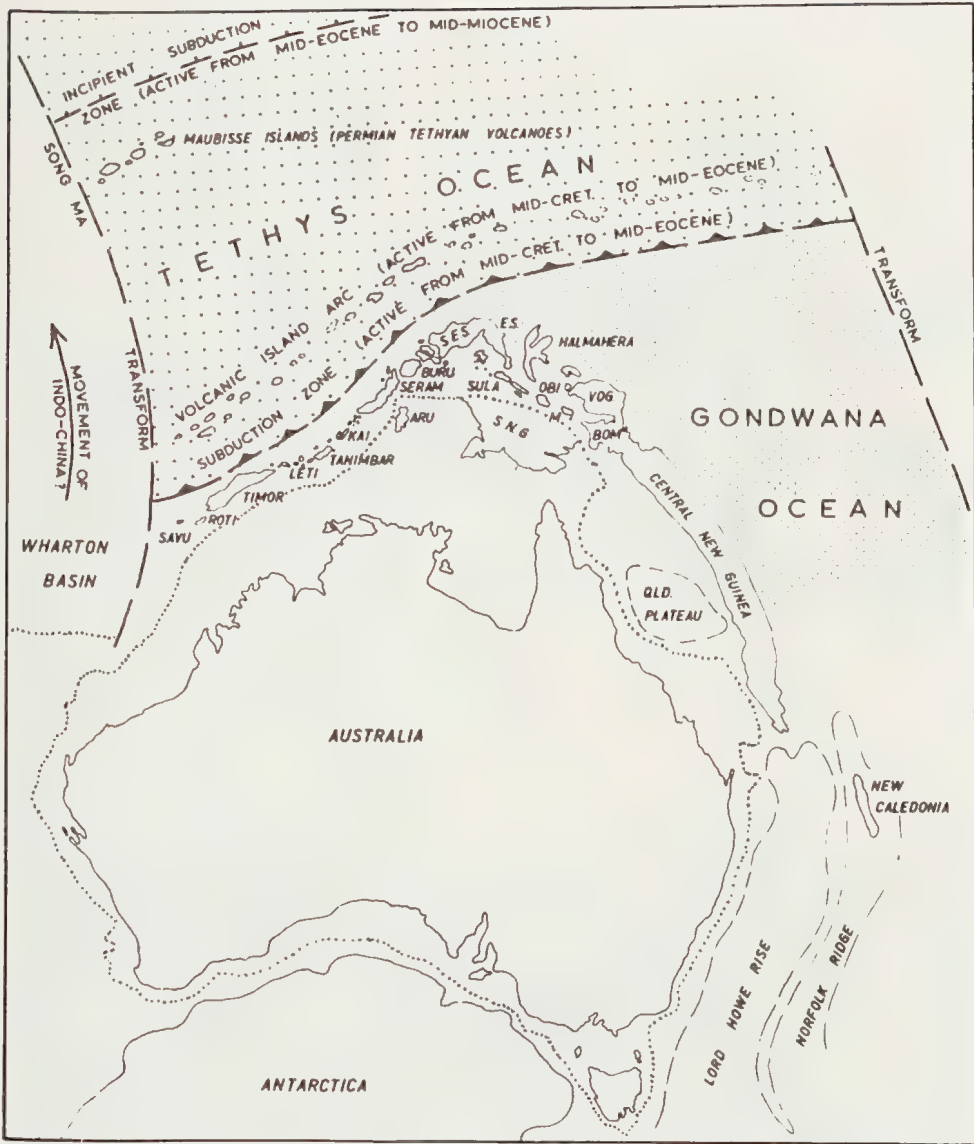 INCIPIENT SUBDUCTION
ZONE (ACTIVE FROM MID-EOCENE TO MID-MIOCENE)
MAUBISSE ISLANDS (PERMIAN TETHYAN VOLCANOES)
SONG MA
TRANSFORM
TETHYS OCEAN
VOLCANIC ISLAND ARC (ACTIVE FROM MID-CRET. TO MID-EOCENE)
SUBDUCTION ZONE (ACTIVE FROM MID-CRET. TO MID-EOCENE)
TRANSFORM
MOVEMENT OF
INDO-CHINA?
WHARTON
BASIN
S.E.S.
E.S.
HALMAHERA
BURU
SERAM
SULA
OBI
VOG
ARU
S.N.G
M.
BOM
KAI
TANIMBAR
LETI
TIMOR
ROTI
SAVU
GONDWANA
OCEAN
CENTRAL NEW GUINEA
QLD.
PLATEAU
AUSTRALIA
NEW
CALEDONIA
LORD HOWE RISE
NORFOLK RIDGE
ANTARCTICA